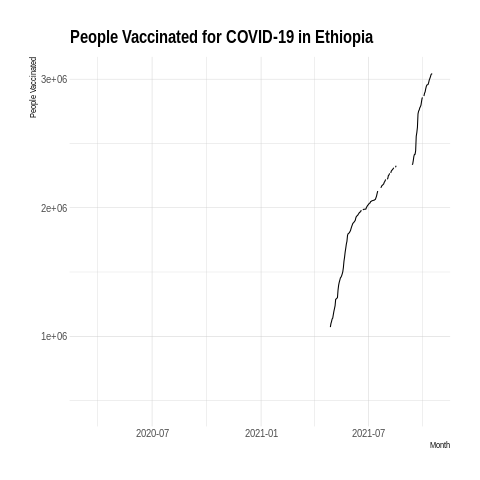 People Vaccinated for COVID-19 in Ethiopia
People Vaccinated
3e+06
2e+06
1e+06
2020-07
2021-01
2021-07
Month